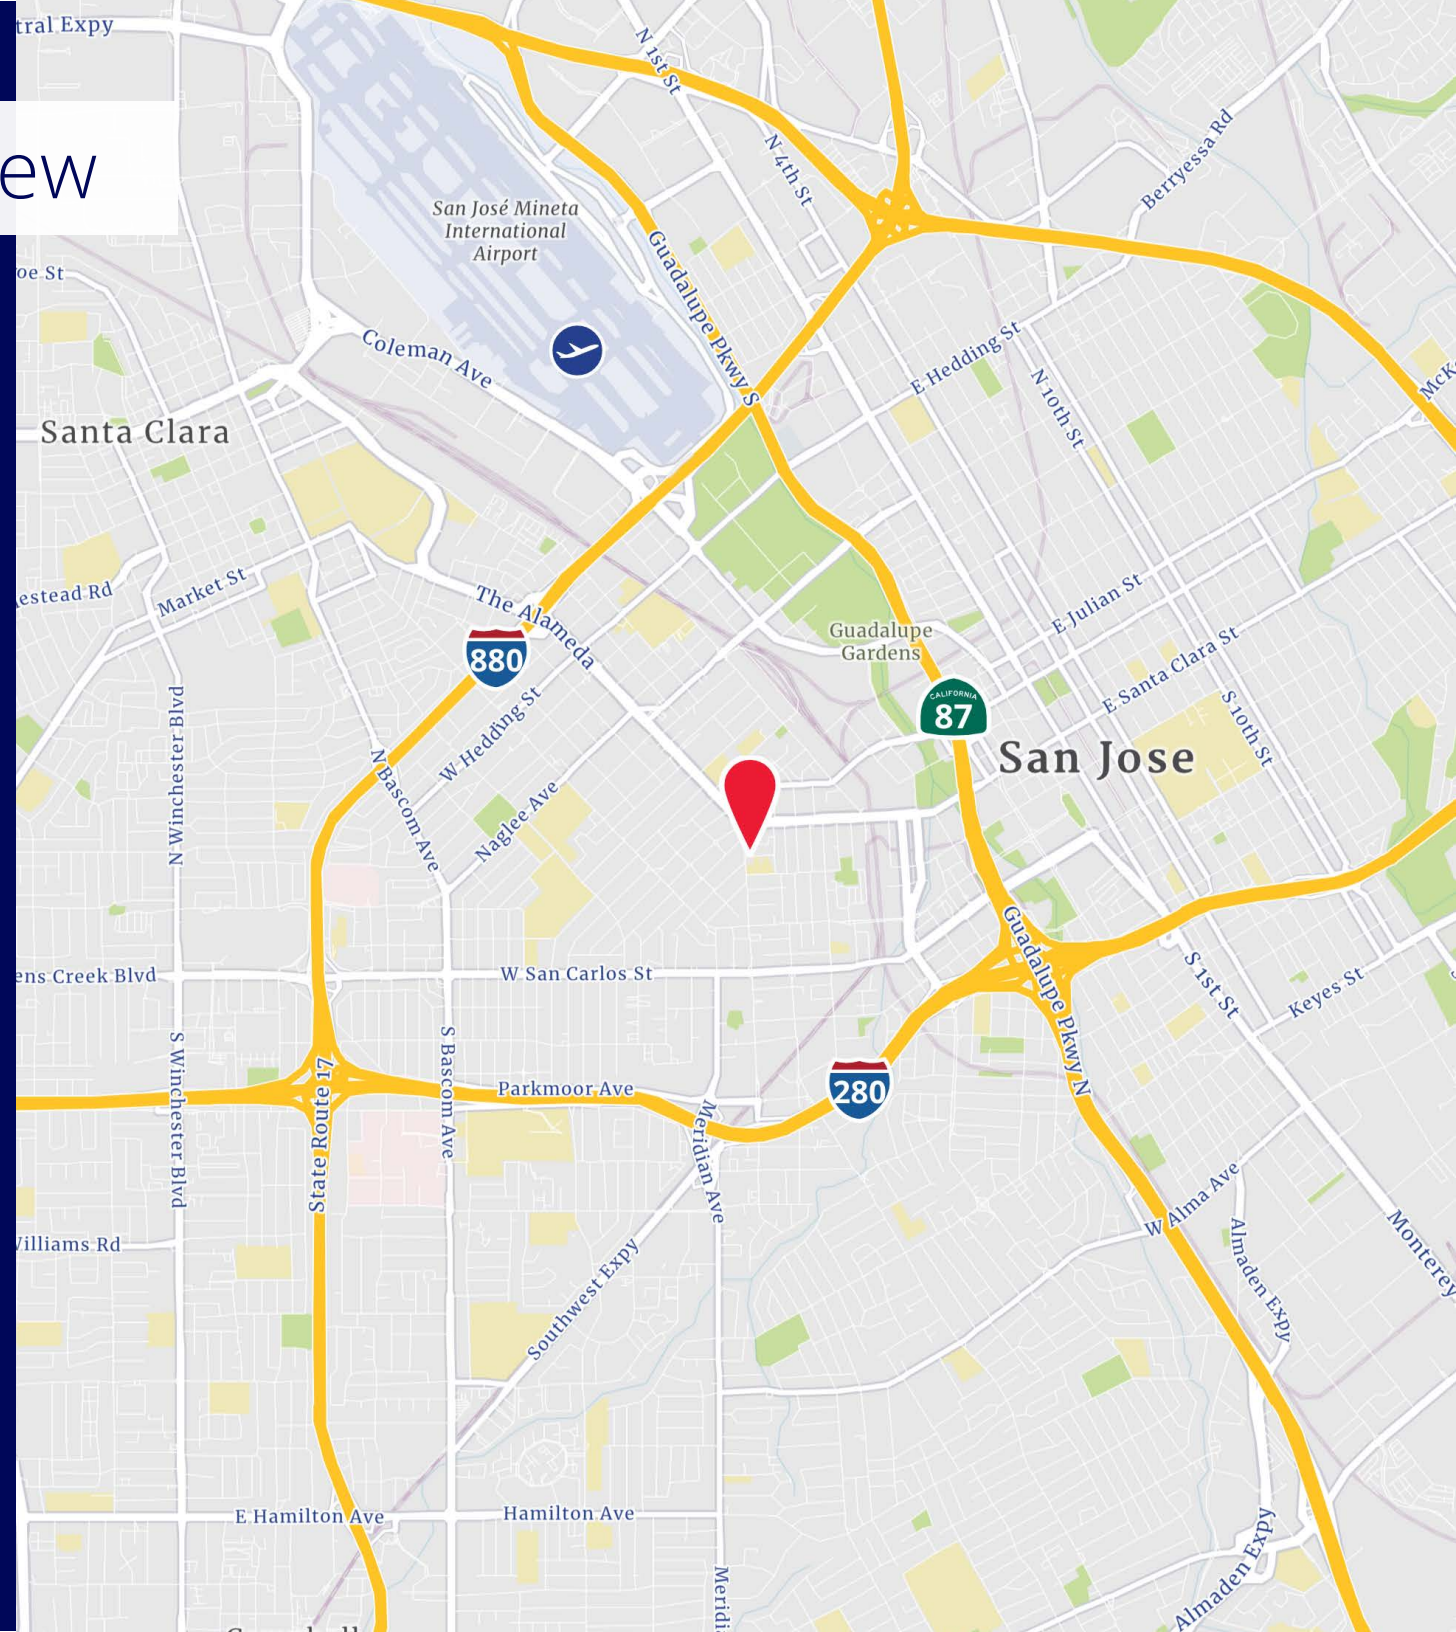 tral Expy
N 1st St
ew
N 4th St
Berryessa Rd
San José Mineta
International
Airport
oe St
Guadalupe Pkwy S
Coleman Ave
E Hedding St
N 10th St
McK
Santa Clara
estead Rd
Market St
The Alameda
E Julian St
Guadalupe
Gardens
880
E Santa Clara St
CALIFORNIA
87
S 10th St
San Jose
W Hedding St
N Winchester Blvd
N Bascom Ave
Naglee Ave
Guadalupe Pkwy N
ens Creek Blvd
W San Carlos St
S 1st St
Keyes St
S Winchester Blvd
State Route 17
S Bascom Ave
Parkmoor Ave
280
Meridian Ave
W Alma Ave
Williams Rd
Almaden Expy
Monterey
Southwest Expy
E Hamilton Ave
Hamilton Ave
Almaden Expy
Meridi